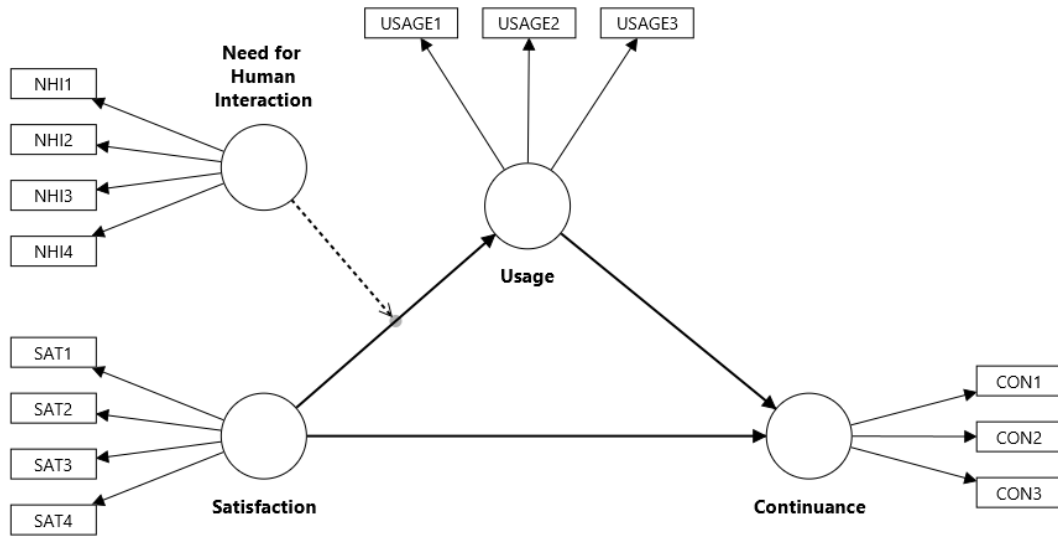 USAGE1
USAGE2
USAGE3
Need for
Human
Interaction
NHI1
NHI2
NHI3
NHI4
Usage
SAT1
SAT2
SAT3
SAT4
Satisfaction
CON1
CON2
CON3
Continuance